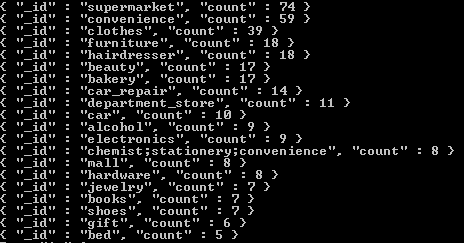 { "_id" : "supermarket", "count" : 74 }
{ "_id" : "convenience", "count" : 59 }
{ "_id" : "clothes", "count" : 39 }
{ "_id" : "furniture", "count" : 18 }
{ "_id" : "hairdresser", "count" : 18 }
{ "_id" : "beauty", "count" : 17 }
{ "_id" : "bakery", "count" : 17 }
{ "_id" : "car_repair", "count" : 14 }
{ "_id" : "department_store", "count" : 11 }
{ "_id" : "car", "count" : 10 }
{ "_id" : "alcohol", "count" : 9 }
{ "_id" : "electronics", "count" : 9 }
{ "_id" : "chemist;stationery;convenience", "count" : 8 }
{ "_id" : "mall", "count" : 8 }
{ "_id" : "hardware", "count" : 8 }
{ "_id" : "jewelry", "count" : 7 }
{ "_id" : "books", "count" : 7 }
{ "_id" : "shoes", "count" : 7 }
{ "_id" : "gift", "count" : 6 }
{ "_id" : "bed", "count" : 5 }